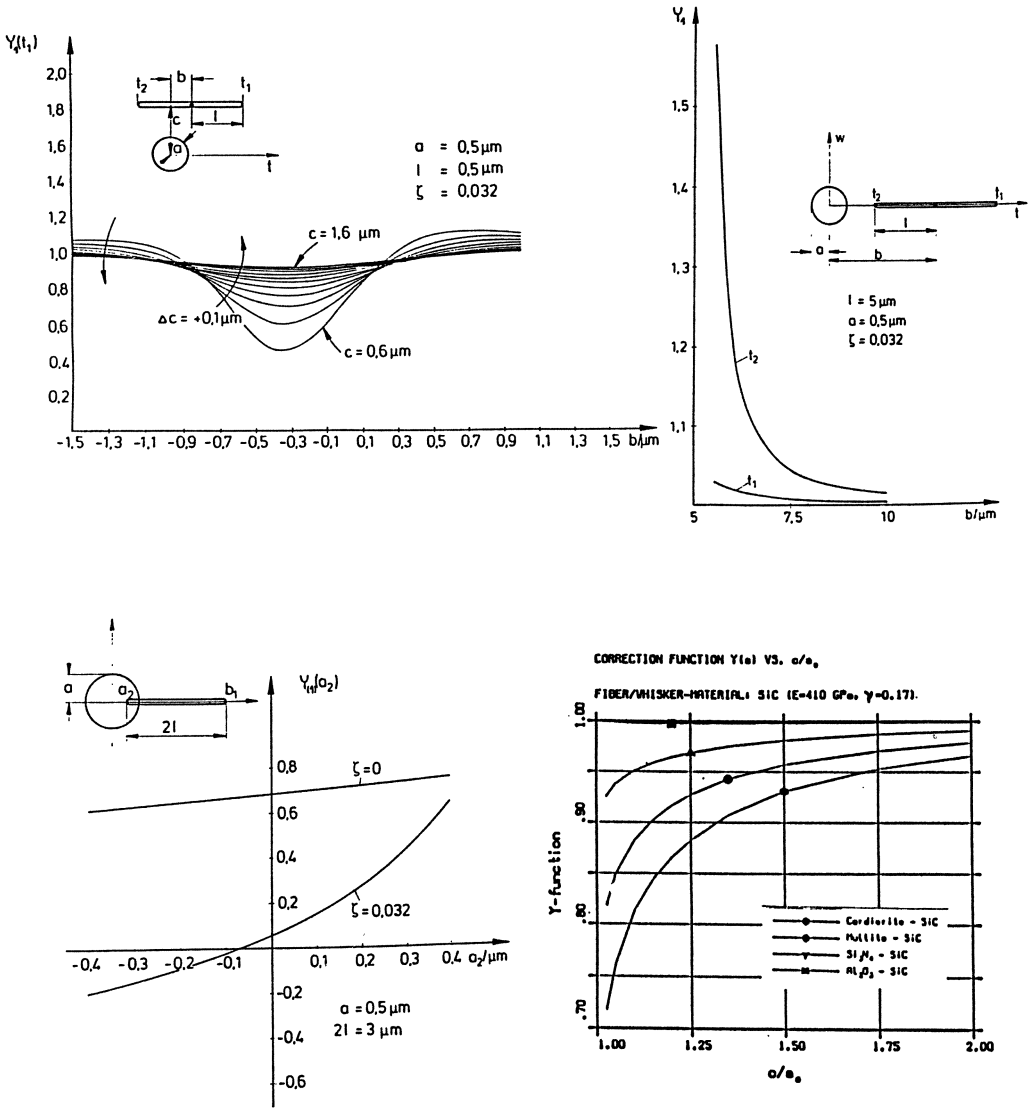 Y₁(t₁)
2,0
1,8
1,6
1,4
1,2
1,0
0,8
0,6
0,4
0,2
t₂ b t₁
c l
a
t
a = 0,5 µm
l = 0,5 µm
ζ = 0,032
c = 1,6 µm
Δc = +0,1 µm
c = 0,6 µm
-1,5 -1,3 -1,1 -0,9 -0,7 -0,5 -0,3 -0,1 0,1 0,3 0,5 0,7 0,9 1,1 1,3 1,5 b/µm
Y₁
1,5
1,4
1,3
1,2
1,1
w
t₂ t₁
t
l
a
b
l = 5 µm
a = 0,5 µm
ζ = 0,032
t₂
t₁
5 7,5 10
b/µm
a a₂ b₁
2l
Y₍₁₎(a₂)
0,8
0,6
0,4
0,2
-0,2
-0,4
-0,6
ζ = 0
ζ = 0,032
-0,4 -0,3 -0,2 -0,1 0,1 0,2 0,3 0,4 a₂/µm
a = 0,5 µm
2l = 3 µm
CORRECTION FUNCTION Y(a) VS. c/a₀
FIBER/WHISKER-MATERIAL: SiC (E=410 GPa, γ=0.17).
1.00
.90
.80
.70
Y-function
Cordierite - SiC
Mullite - SiC
Si₃N₄ - SiC
Al₂O₃ - SiC
1.00 1.25 1.50 1.75 2.00
c/a₀